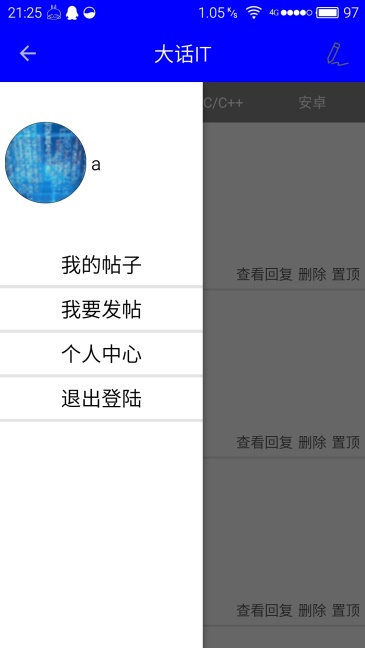 21:25 1.05 K/s 4G 97
大话IT
C/C++ 安卓
a
我的帖子
查看回复 删除 置顶
我要发帖
个人中心
退出登陆
查看回复 删除 置顶
查看回复 删除 置顶